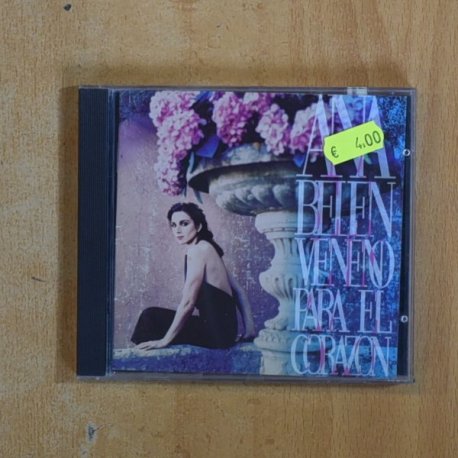 ANA
€ 4.00
BELEN
VENENO
PARA EL
CORAZON